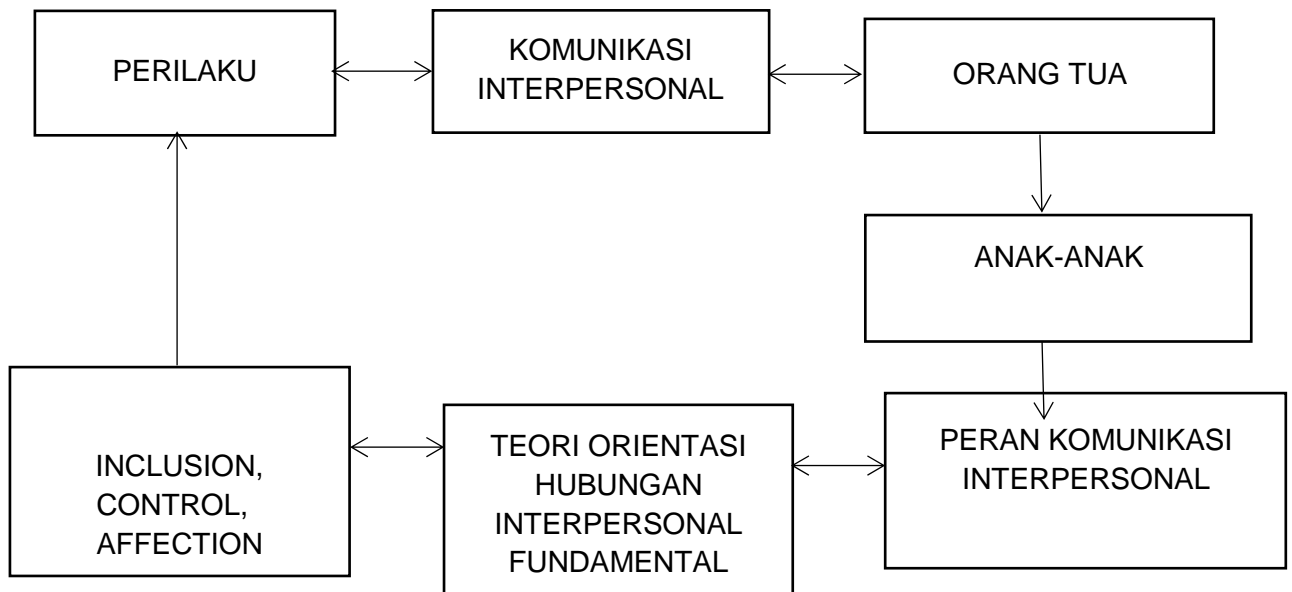 PERILAKU
KOMUNIKASI
INTERPERSONAL
ORANG TUA
ANAK-ANAK
INCLUSION,
CONTROL,
AFFECTION
TEORI ORIENTASI
HUBUNGAN
INTERPERSONAL
FUNDAMENTAL
PERAN KOMUNIKASI
INTERPERSONAL